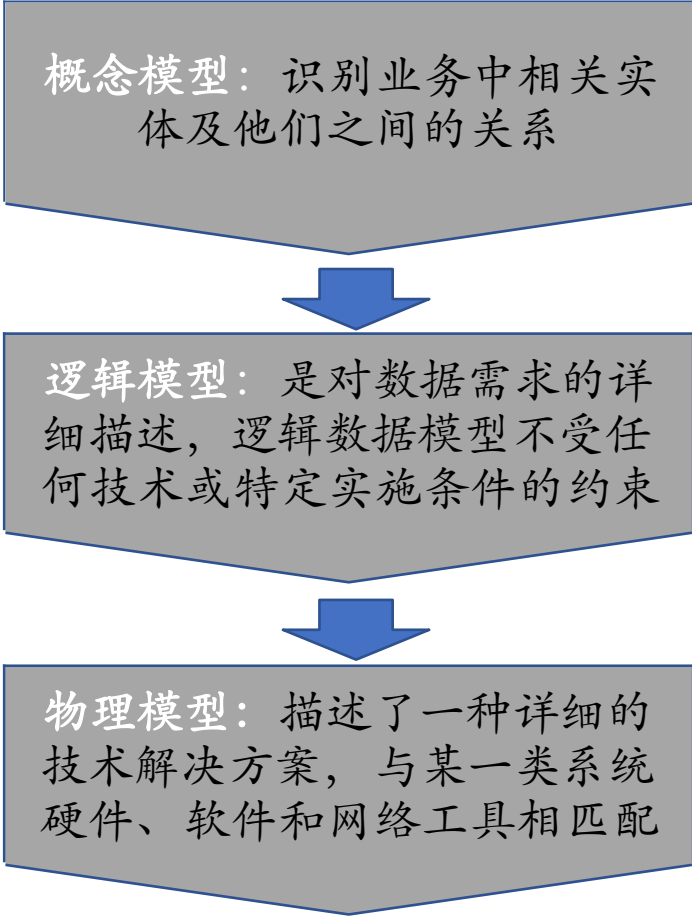 概念模型：识别业务中相关实
体及他们之间的关系
逻辑模型：是对数据需求的详
细描述，逻辑数据模型不受任
何技术或特定实施条件的约束
物理模型：描述了一种详细的
技术解决方案，与某一类系统
硬件、软件和网络工具相匹配